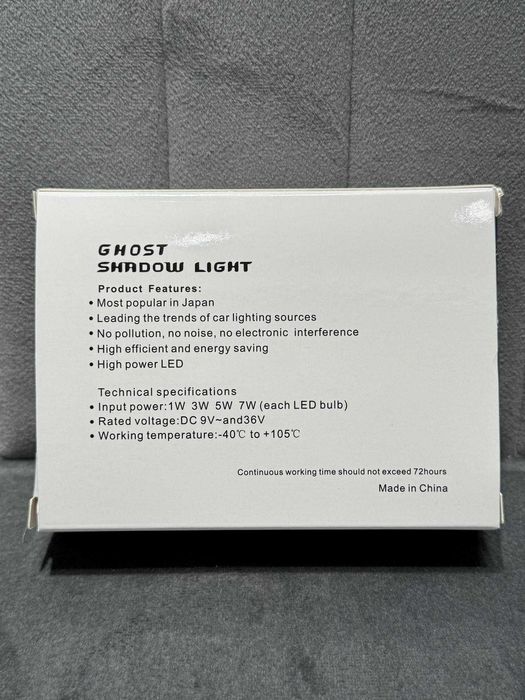 GHOST
SHADOW LIGHT
Product Features:
• Most popular in Japan
• Leading the trends of car lighting sources
• No pollution, no noise, no electronic interference
• High efficient and energy saving
• High power LED
Technical specifications
• Input power:1W 3W 5W 7W (each LED bulb)
• Rated voltage:DC 9V~and36V
• Working temperature:-40℃ to +105℃
Continuous working time should not exceed 72hours
Made in China